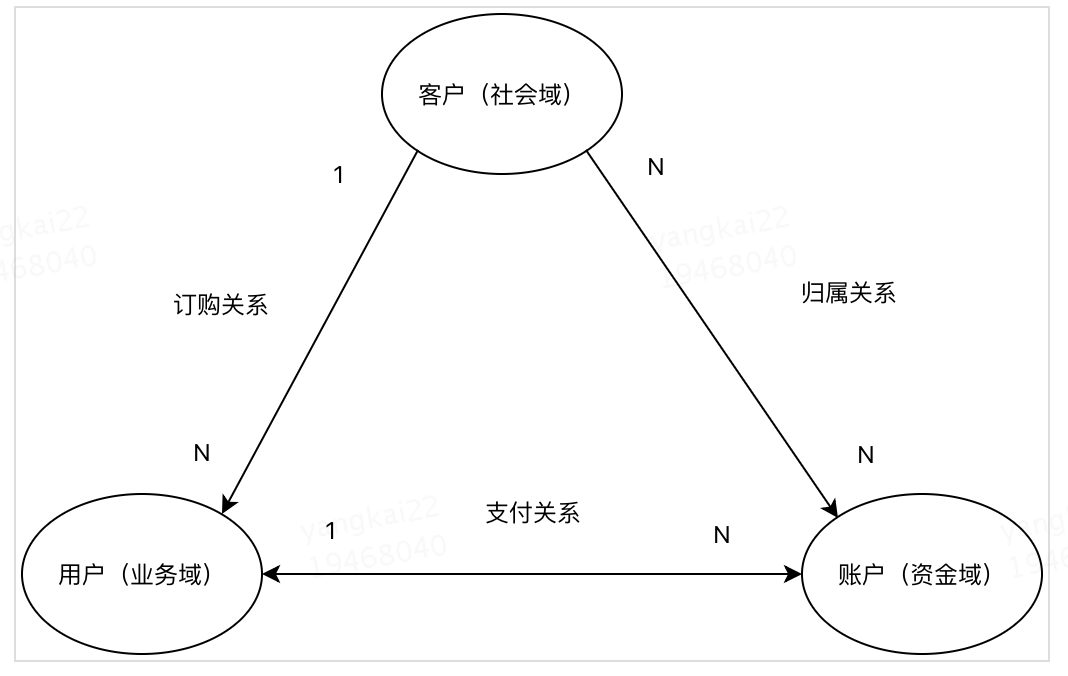 客户（社会域）
1
N
yangkai22
19468040
yangkai22
19468040
订购关系
归属关系
N
N
支付关系
1
N
yangkai22
19468040
用户（业务域）
账户（资金域）